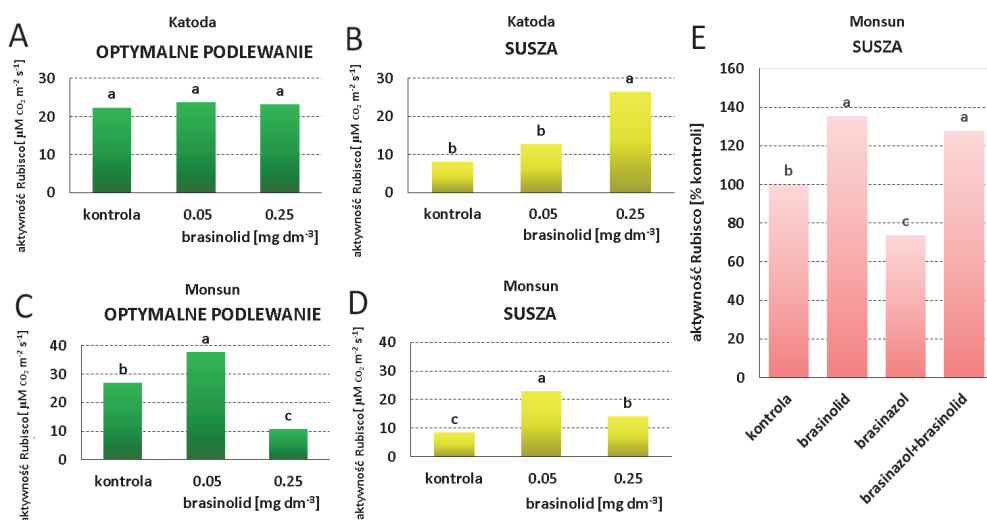 A
Katoda
OPTYMALNE PODLEWANIE
aktywność Rubisco[ µM co₂ m⁻² s⁻¹]
30
20
10
0
a
a
a
kontrola
0.05
0.25
brasinolid [mg dm⁻³]
B
Katoda
SUSZA
aktywność Rubisco[ µM co₂ m⁻² s⁻¹]
30
20
10
0
b
b
a
kontrola
0.05
0.25
brasinolid [mg dm⁻³]
C
Monsun
OPTYMALNE PODLEWANIE
aktywność Rubisco[ µM co₂ m⁻² s⁻¹]
40
30
20
10
0
b
a
c
kontrola
0.05
0.25
brasinolid [mg dm⁻³]
D
Monsun
SUSZA
aktywność Rubisco[ µM co₂ m⁻² s⁻¹]
40
30
20
10
0
c
a
b
kontrola
0.05
0.25
brasinolid [mg dm⁻³]
E
Monsun
SUSZA
aktywność Rubisco [% kontroli]
160
140
120
100
80
60
40
20
0
b
a
c
a
kontrola
brasinolid
brasinazol
brasinazol+brasinolid